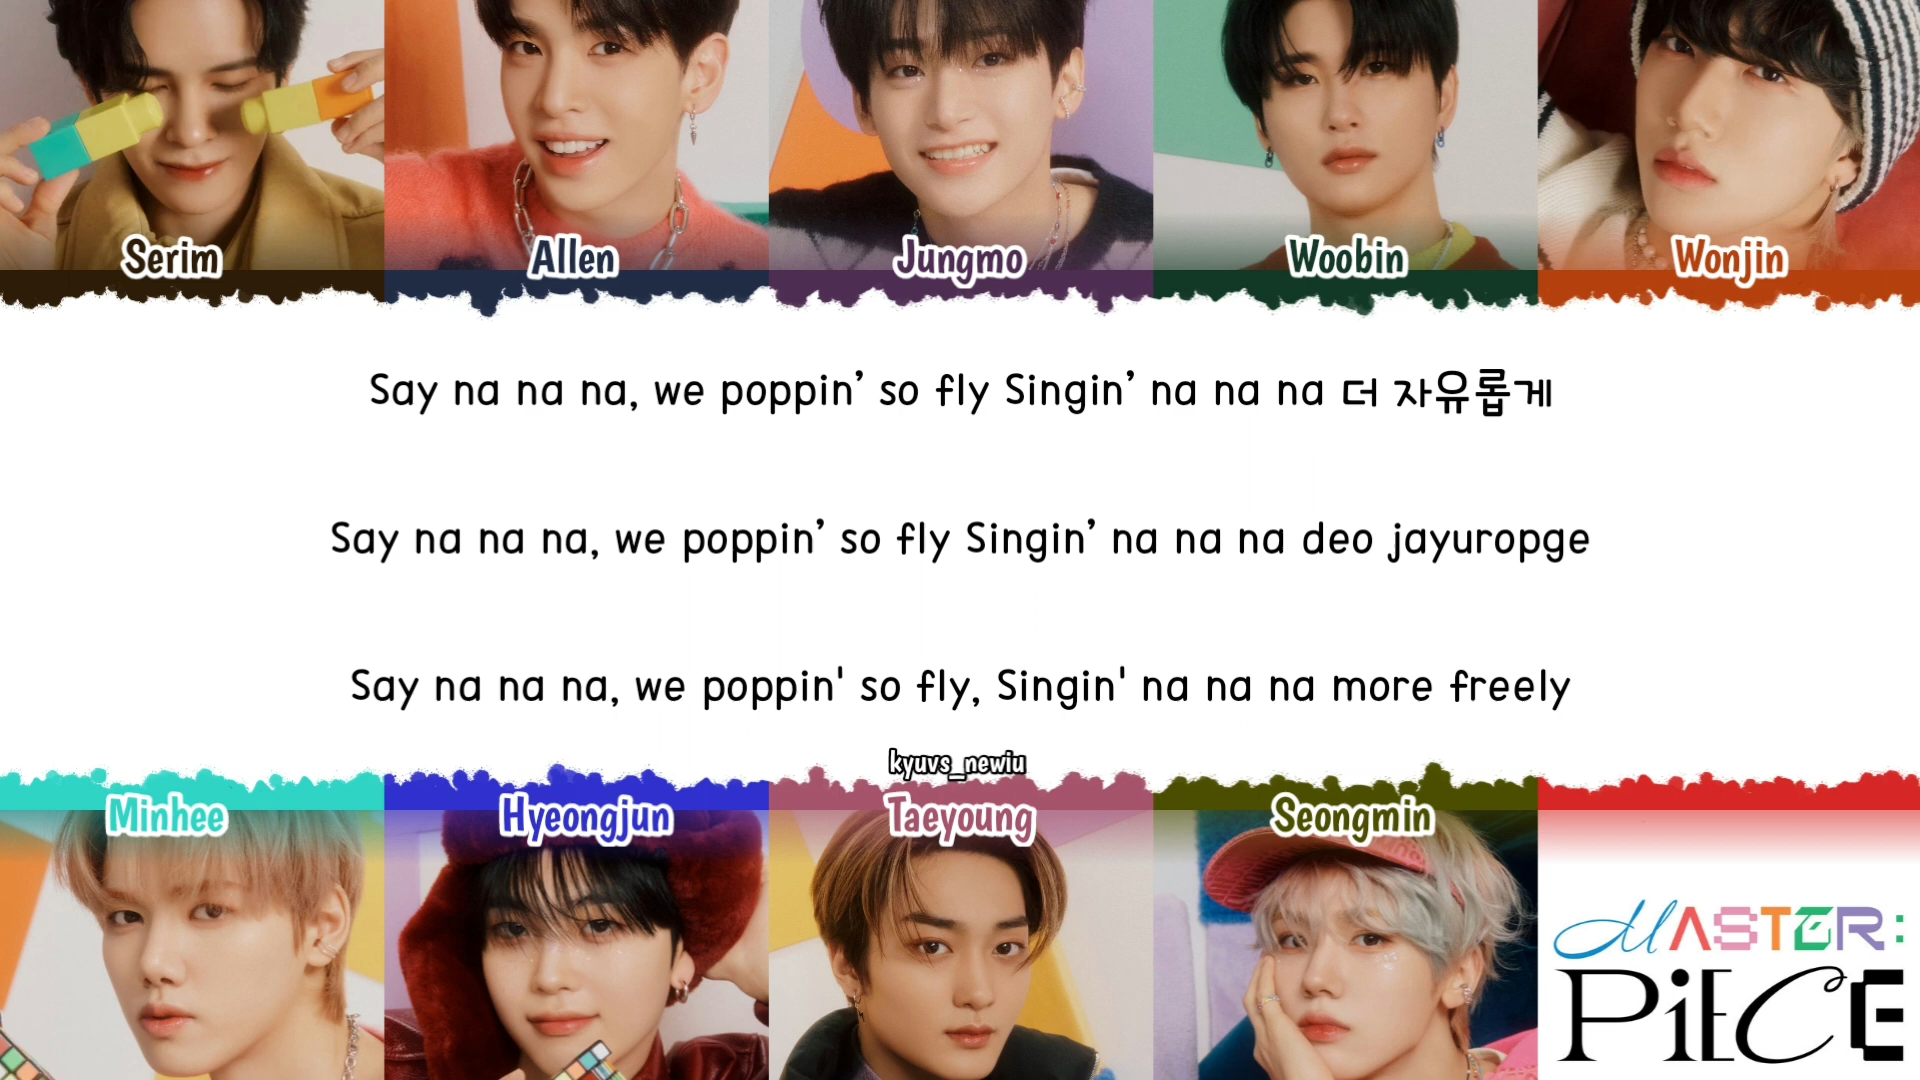 Serim Allen Jungmo Woobin Wonjin
Say na na na, we poppin’ so fly Singin’ na na na 더 자유롭게
Say na na na, we poppin’ so fly Singin’ na na na deo jayuropge
Say na na na, we poppin' so fly, Singin' na na na more freely
kyuvs_newiu
Minhee Hyeongjun Taeyoung Seongmin
MASTER:
PiECE